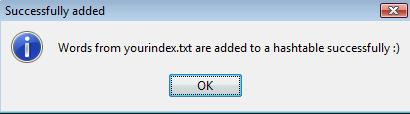 Successfully added
Words from yourindex.txt are added to a hashtable successfully :)
OK